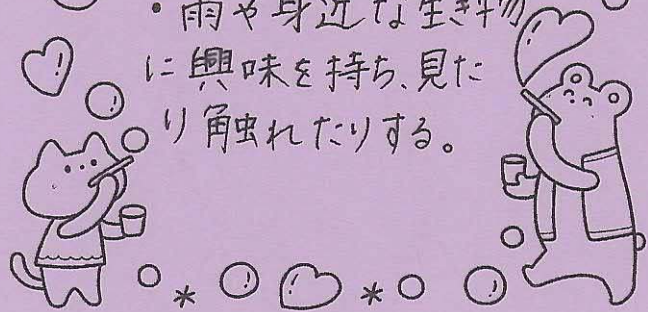 ・雨や身近な生き物
に興味を持ち、見た
り触れたりする。